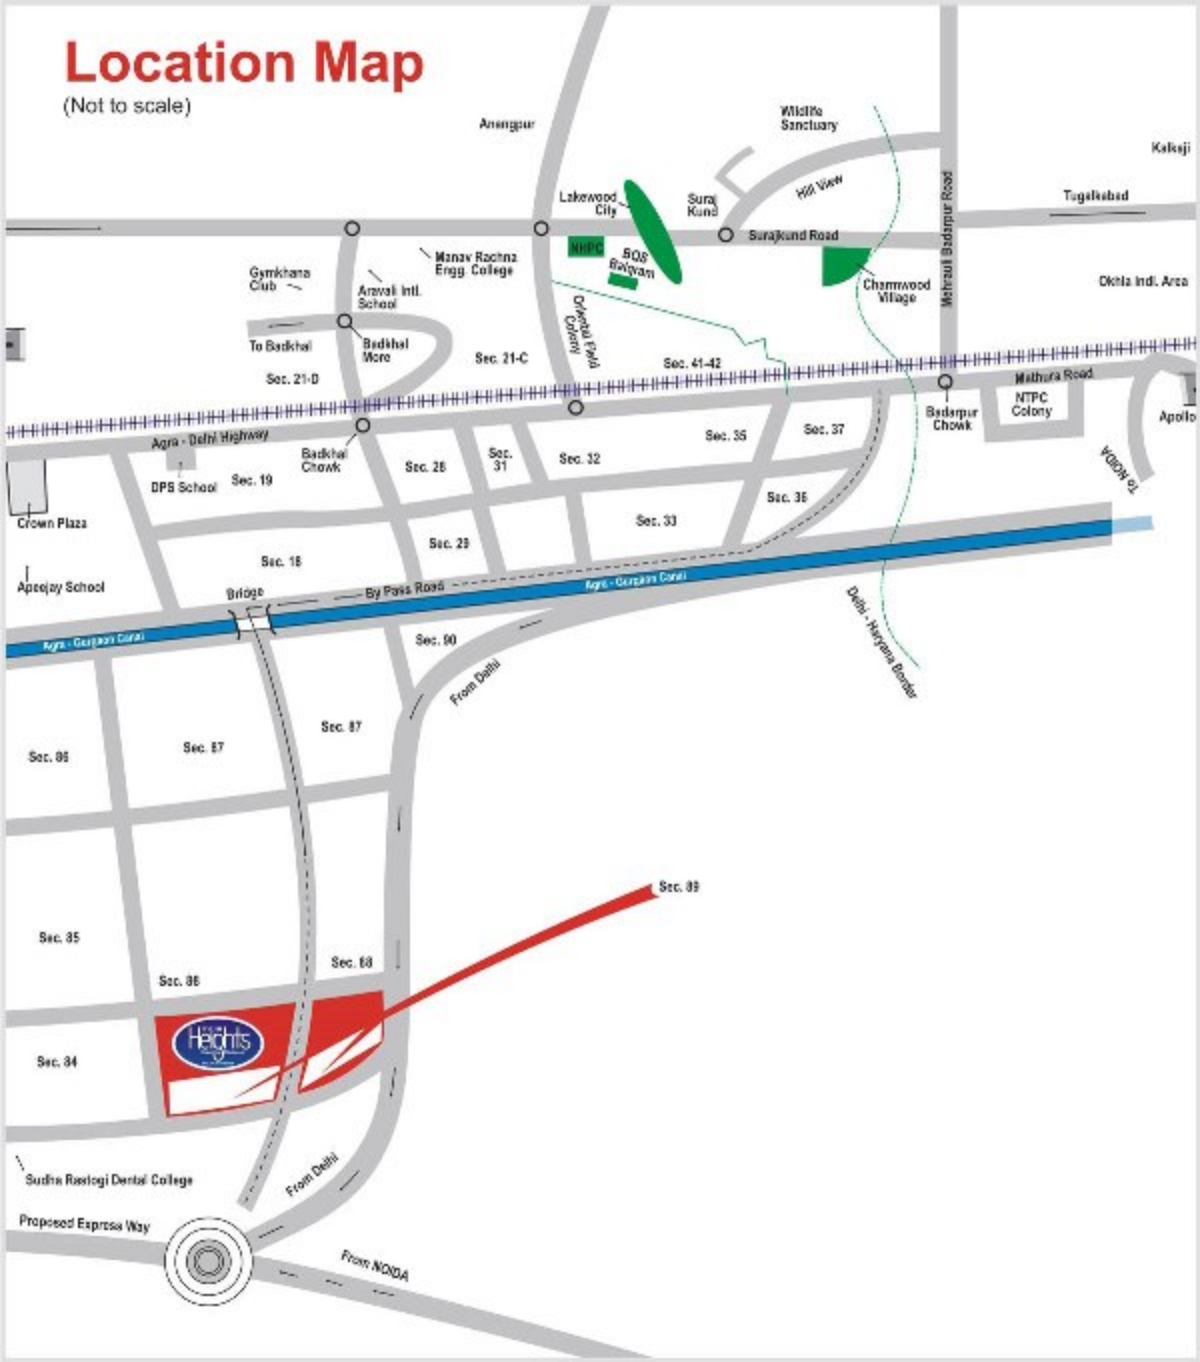 Location Map
(Not to scale)
Anangpur
Wildlife
Sanctuary
Kalkaji
Lakewood
City
Suraj
Kund
Hill View
Mehrauli Badarpur Road
Tugalkabad
Surajkund Road
NHPC
Manav Rachna
Engg. College
Gymkhana
Club
Aravali Intl.
School
Charmwood
Village
Okhla Indl. Area
To Badkhal
Badkhal
More
Sec. 21-C
Sec. 41-42
Sec. 21-D
Mathura Road
NTPC
Colony
Apollo
Badarpur
Chowk
Agra - Delhi Highway
Badkhal
Chowk
Sec. 28
Sec.
31
Sec. 32
Sec. 35
Sec. 37
To NOIDA
DPS School
Sec. 19
Sec. 36
Crown Plaza
Sec. 33
Sec. 29
Sec. 18
Apeejay School
Bridge
By Pass Road
Agra - Gurgaon Canal
Agra - Gurgaon Canal
Delhi - Haryana Border
Sec. 90
From Delhi
Sec. 87
Sec. 87
Sec. 86
Sec. 89
Sec. 85
Sec. 88
Sec. 88
Heights
Sec. 84
From Delhi
Sudha Rastogi Dental College
Proposed Express Way
From NOIDA